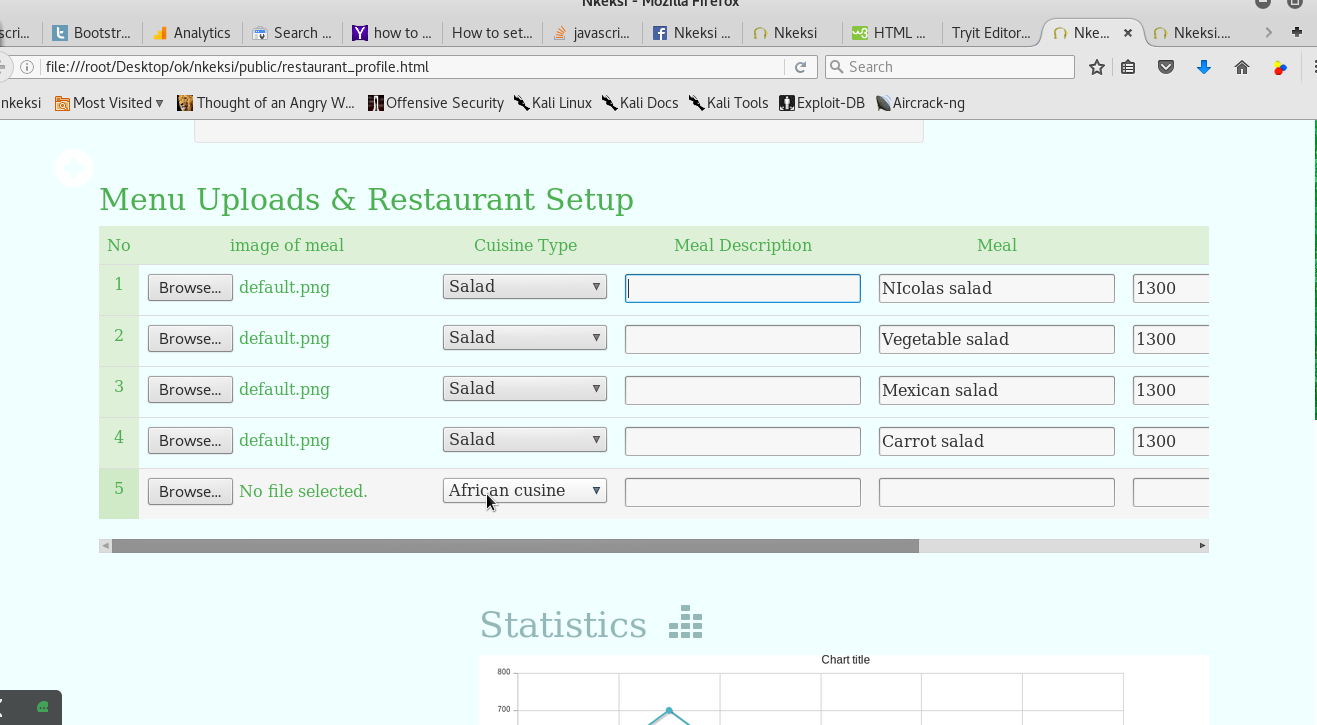 Nkeksi - Mozilla Firefox
scri... Bootstr... Analytics Search ... how to ... How to set... javascri... Nkeksi ... Nkeksi HTML ... Tryit Editor... Nke... × Nkeksi....
file:///root/Desktop/ok/nkeksi/public/restaurant_profile.html Search
nkeksi Most Visited Thought of an Angry W... Offensive Security Kali Linux Kali Docs Kali Tools Exploit-DB Aircrack-ng
Menu Uploads & Restaurant Setup
No image of meal Cuisine Type Meal Description Meal
1 Browse... default.png Salad NIcolas salad 1300
2 Browse... default.png Salad Vegetable salad 1300
3 Browse... default.png Salad Mexican salad 1300
4 Browse... default.png Salad Carrot salad 1300
5 Browse... No file selected. African cusine
Statistics
Chart title
800
700